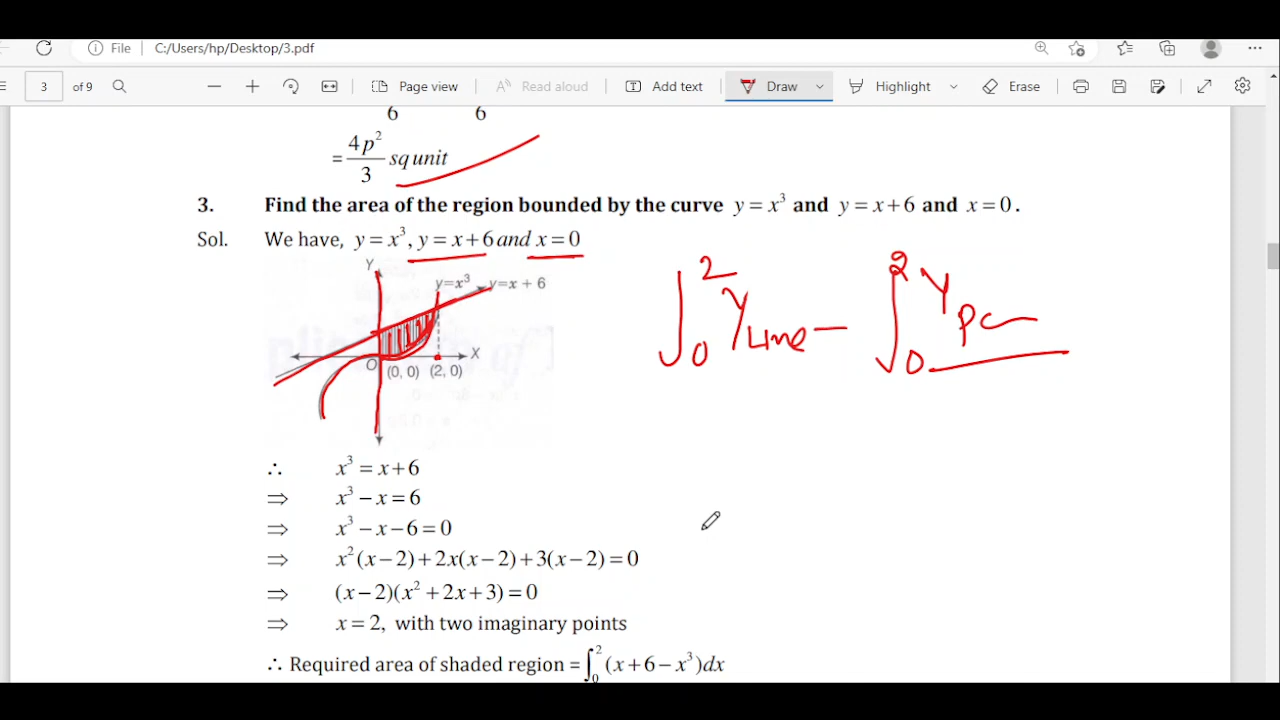 File C:/Users/hp/Desktop/3.pdf
3 of 9 Page view Read aloud Add text Draw Highlight Erase
6 6
= 4p²/3 sq unit
3. Find the area of the region bounded by the curve y = x³ and y = x+6 and x = 0.
Sol. We have, y = x³, y = x+6 and x = 0
Y
y=x³ y=x + 6
O X
(0, 0) (2, 0)
∫₀² y Line − ∫₀² y
∴ x³ = x+6
⇒ x³ − x = 6
⇒ x³ − x − 6 = 0
⇒ x²(x−2)+2x(x−2)+3(x−2) = 0
⇒ (x−2)(x² +2x+3) = 0
⇒ x = 2, with two imaginary points
∴ Required area of shaded region = ∫₀² (x+6−x³)dx